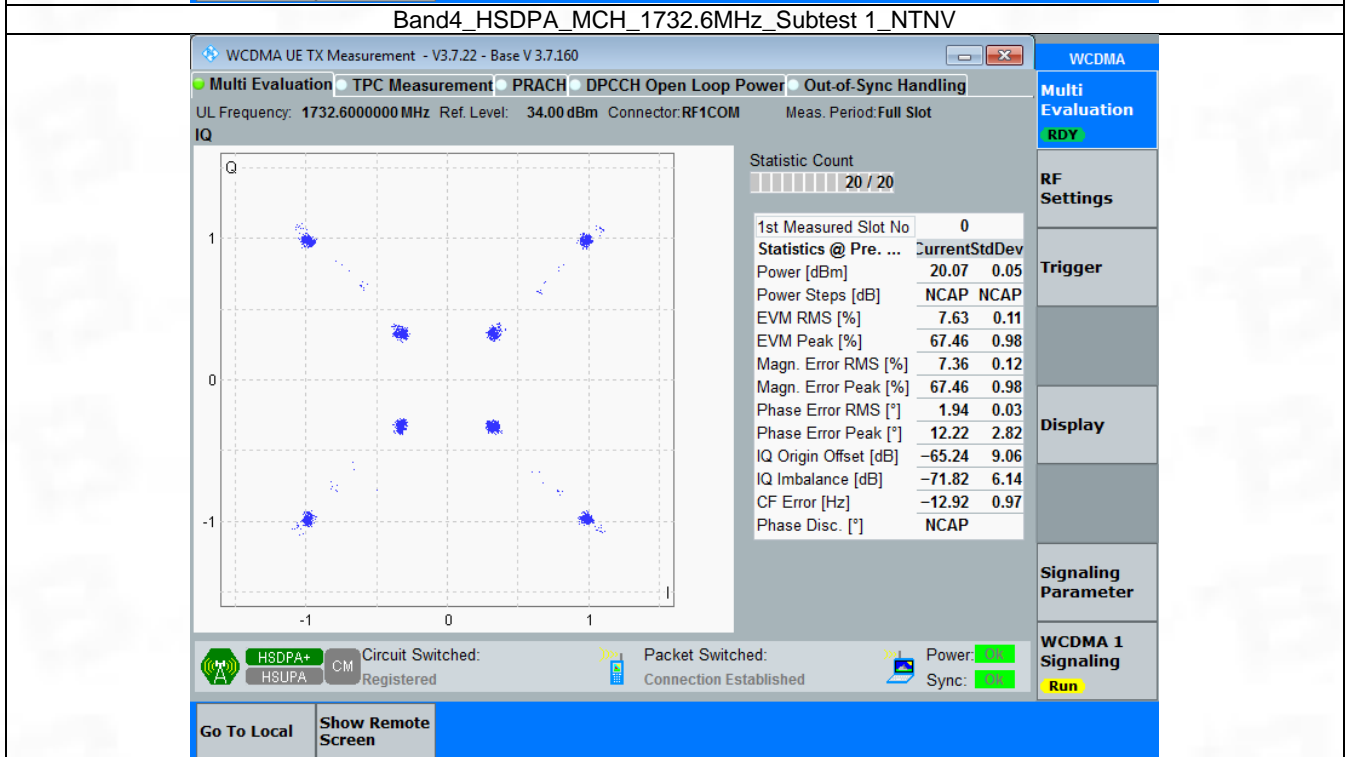 Band4_HSDPA_MCH_1732.6MHz_Subtest 1_NTNV
WCDMA UE TX Measurement - V3.7.22 - Base V 3.7.160
WCDMA
Multi Evaluation TPC Measurement PRACH DPCCH Open Loop Power Out-of-Sync Handling
UL Frequency: 1732.6000000 MHz Ref. Level: 34.00 dBm Connector: RF1COM Meas. Period: Full Slot
IQ
Q
1
0
-1
-1 0 1
I
Statistic Count
20 / 20
1st Measured Slot No 0
Statistics @ Pre. ... Current StdDev
Power [dBm] 20.07 0.05
Power Steps [dB] NCAP NCAP
EVM RMS [%] 7.63 0.11
EVM Peak [%] 67.46 0.98
Magn. Error RMS [%] 7.36 0.12
Magn. Error Peak [%] 67.46 0.98
Phase Error RMS [°] 1.94 0.03
Phase Error Peak [°] 12.22 2.82
IQ Origin Offset [dB] −65.24 9.06
IQ Imbalance [dB] −71.82 6.14
CF Error [Hz] −12.92 0.97
Phase Disc. [°] NCAP
Multi
Evaluation
RDY
RF
Settings
Trigger
Display
Signaling
Parameter
WCDMA 1
Signaling
Run
HSDPA+
HSUPA
CM
Circuit Switched:
Registered
Packet Switched:
Connection Established
Power: Ok
Sync: Ok
Go To Local
Show Remote
Screen